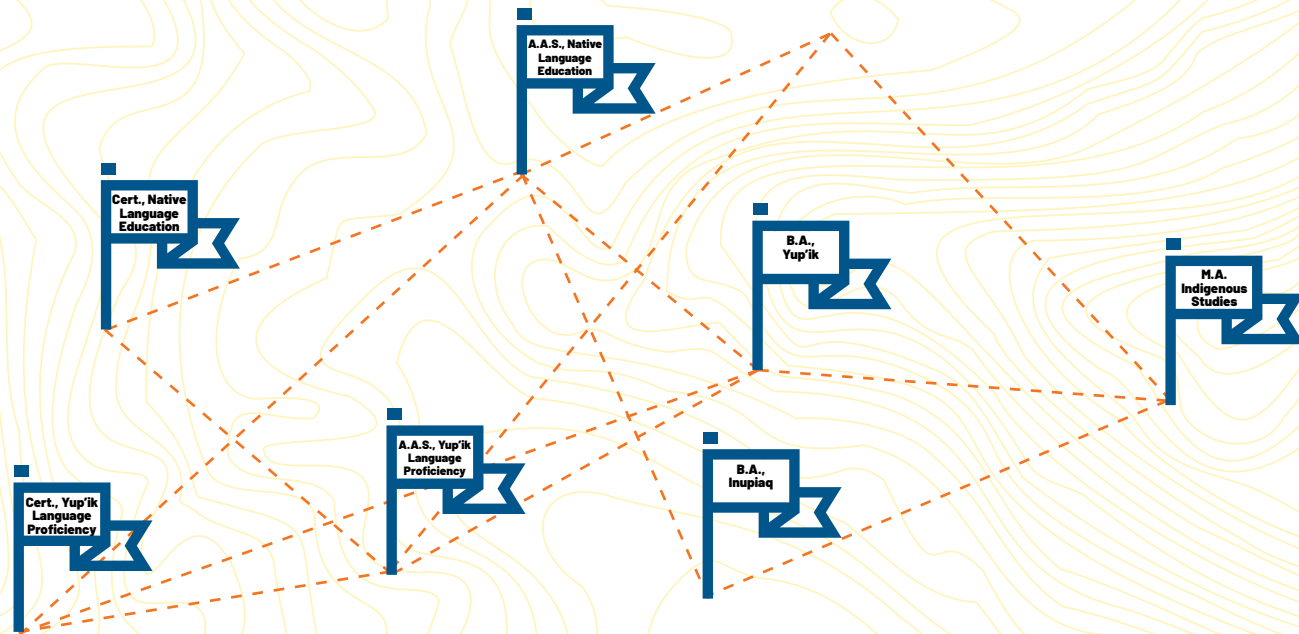 A.A.S., Native
Language
Education
Cert., Native
Language
Education
B.A.,
Yup’ik
M.A.
Indigenous
Studies
A.A.S., Yup’ik
Language
Proficiency
B.A.,
Inupiaq
Cert., Yup’ik
Language
Proficiency